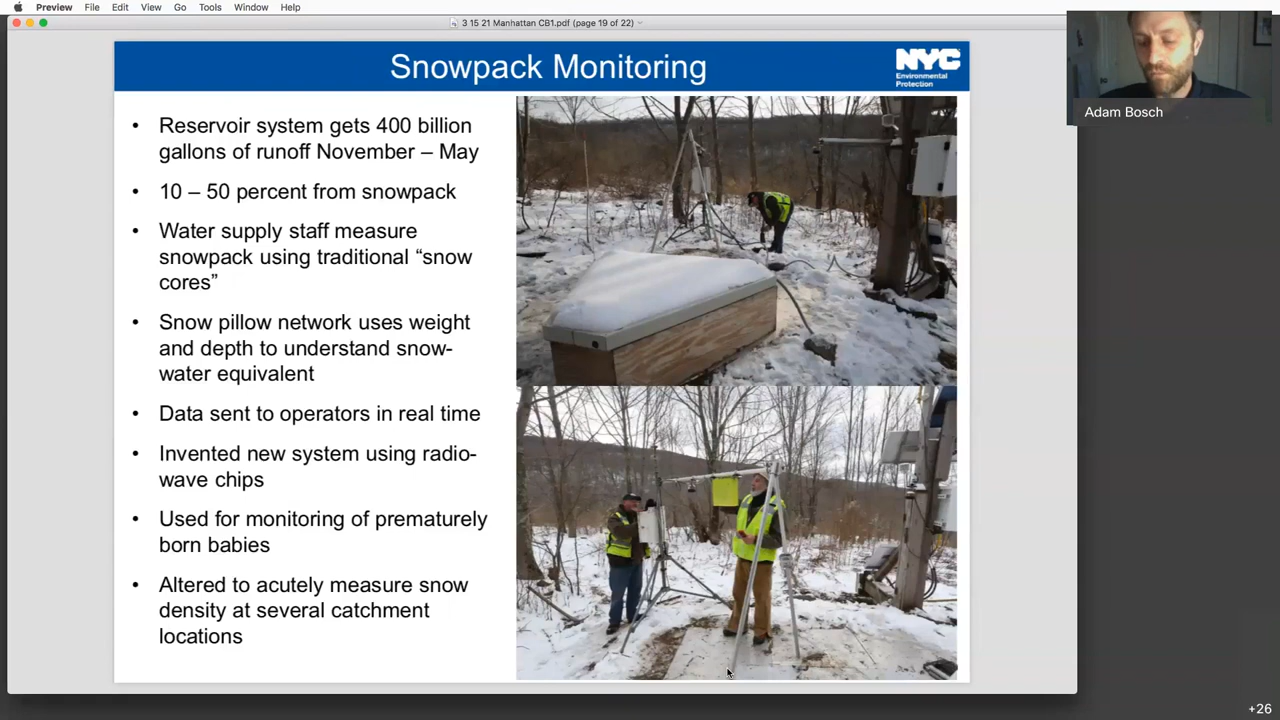 Preview File Edit View Go Tools Window Help
3 15 21 Manhattan CB1.pdf (page 19 of 22)
Snowpack Monitoring
NYC
Environmental
Protection
Adam Bosch
• Reservoir system gets 400 billion
gallons of runoff November – May
• 10 – 50 percent from snowpack
• Water supply staff measure
snowpack using traditional “snow
cores”
• Snow pillow network uses weight
and depth to understand snow-
water equivalent
• Data sent to operators in real time
• Invented new system using radio-
wave chips
• Used for monitoring of prematurely
born babies
• Altered to acutely measure snow
density at several catchment
locations
+26